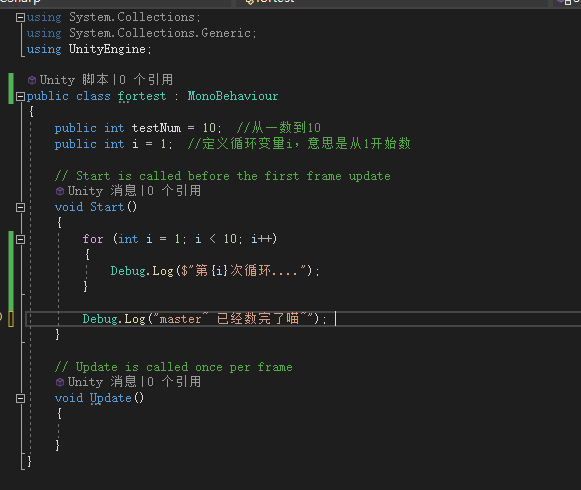 using System.Collections;
using System.Collections.Generic;
using UnityEngine;
Unity 脚本|0 个引用
public class fortest : MonoBehaviour
{
public int testNum = 10;  //从一数到10
public int i = 1;  //定义循环变量i，意思是从1开始数
// Start is called before the first frame update
Unity 消息|0 个引用
void Start()
{
for (int i = 1; i < 10; i++)
{
Debug.Log($"第{i}次循环....");
}
Debug.Log("master~ 已经数完了喵~");
}
// Update is called once per frame
Unity 消息|0 个引用
void Update()
{
}
}